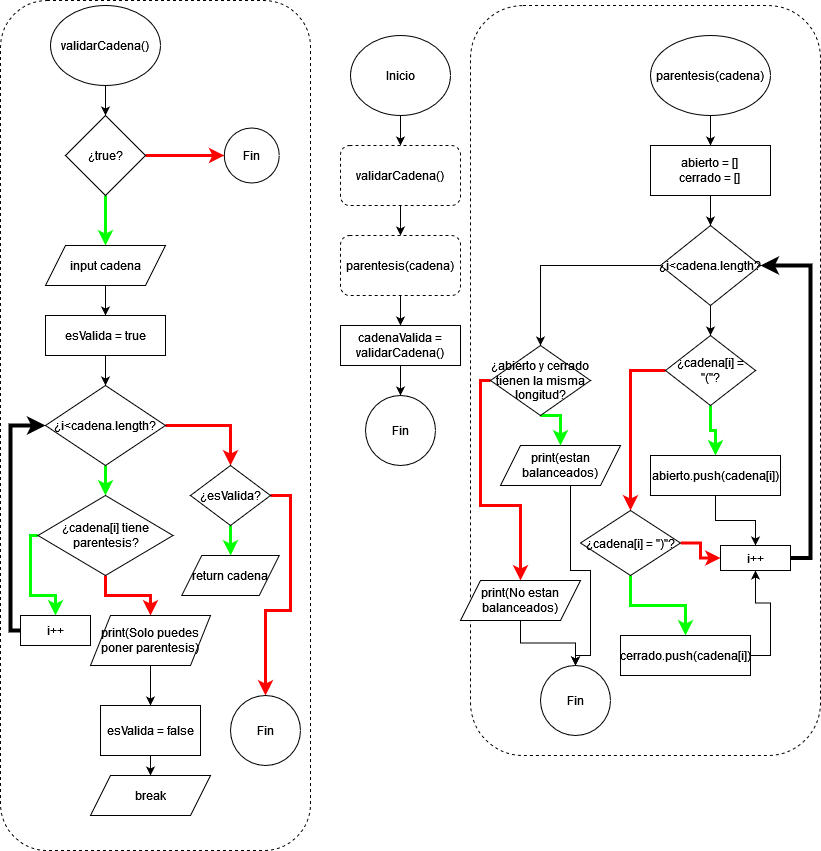 validarCadena()
¿true?
Fin
input cadena
esValida = true
¿i<cadena.length?
¿esValida?
¿cadena[i] tiene
parentesis?
return cadena
i++
print(Solo puedes
poner parentesis)
esValida = false
Fin
break
Inicio
validarCadena()
parentesis(cadena)
cadenaValida =
validarCadena()
Fin
parentesis(cadena)
abierto = []
cerrado = []
¿i<cadena.length?
¿cadena[i] =
"("?
¿abierto y cerrado
tienen la misma
longitud?
print(estan
balanceados)
abierto.push(cadena[i])
¿cadena[i] = ")"?
i++
print(No estan
balanceados)
cerrado.push(cadena[i])
Fin